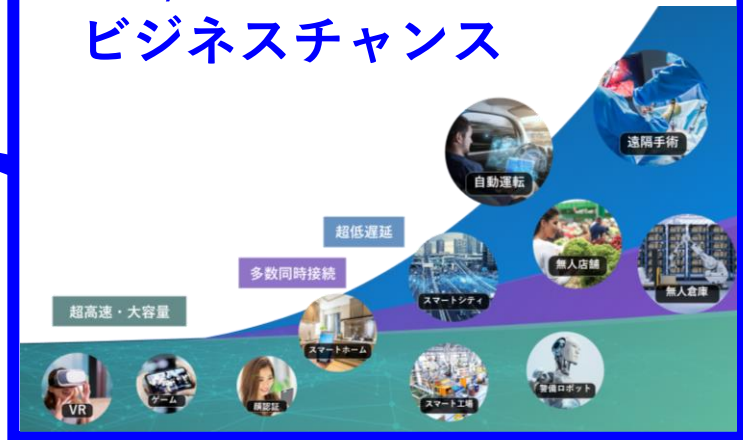 ビジネスチャンス
遠隔手術
自動運転
超低遅延
無人店舗
多数同時接続
無人倉庫
スマートシティ
超高速・大容量
スマートホーム
VR
ゲーム
顔認証
スマート工場
警備ロボット